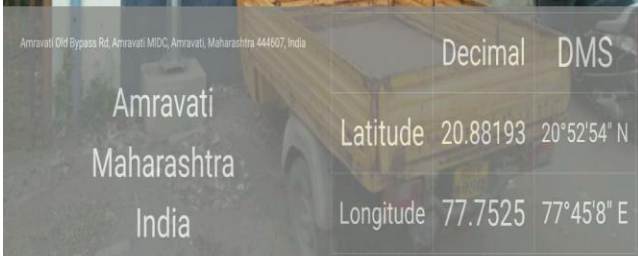 Amravati Old Bypass Rd, Amravati MIDC, Amravati, Maharashtra 444607, India
Amravati
Maharashtra
India
Decimal DMS
Latitude 20.88193 20°52'54" N
Longitude 77.7525 77°45'8" E